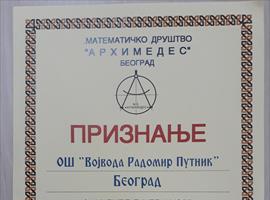 МАТЕМАТИЧКО ДРУШТВО
"АРХИМЕДЕС"
БЕОГРАД
ПРИЗНАЊЕ
ОШ "Војвода Радомир Путник"
Београд